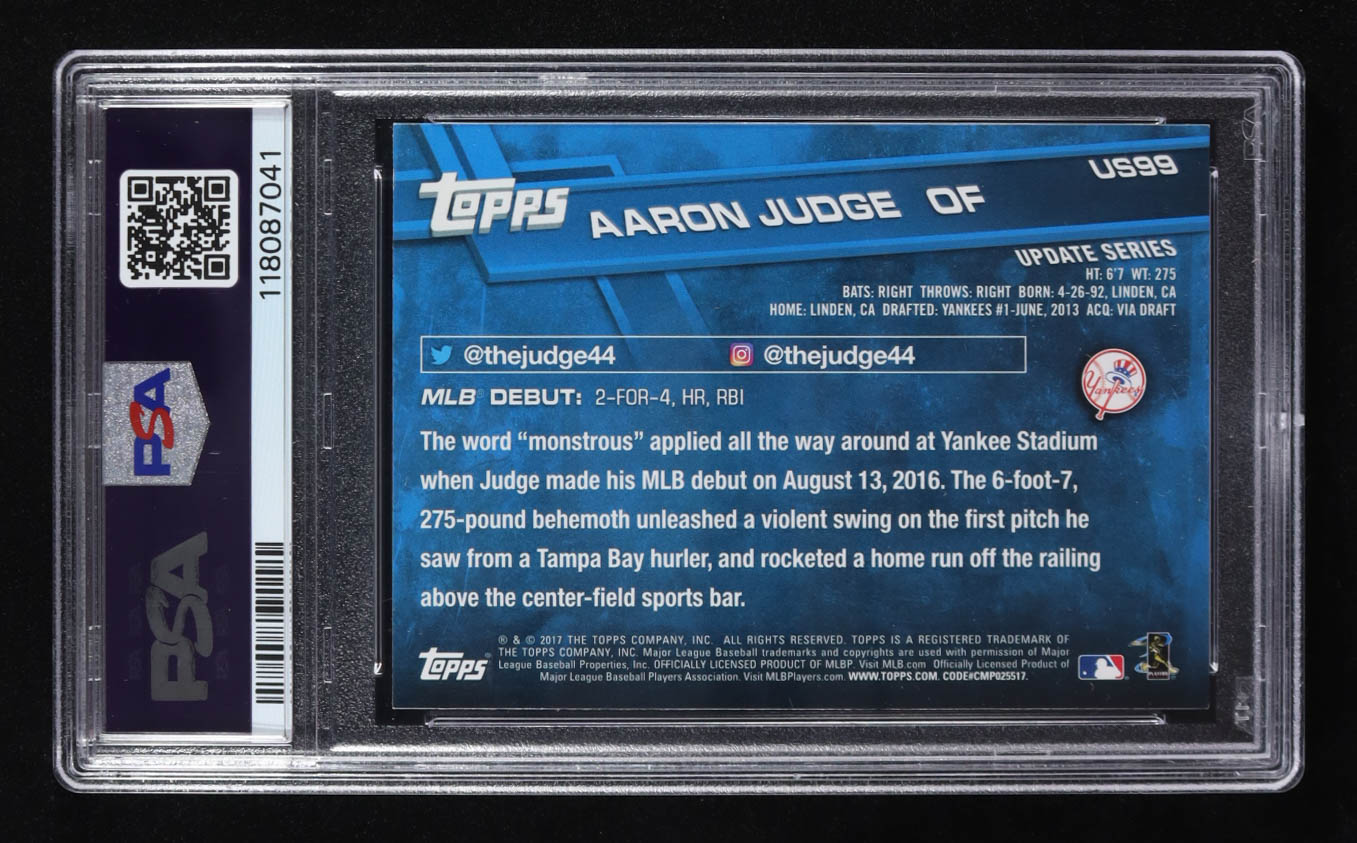 118087041
PSA
PSA
TOPPS
AARON JUDGE OF
US99
UPDATE SERIES
HT: 6'7 WT: 275
BATS: RIGHT THROWS: RIGHT BORN: 4-26-92, LINDEN, CA
HOME: LINDEN, CA DRAFTED: YANKEES #1-JUNE, 2013 ACQ: VIA DRAFT
@thejudge44 @thejudge44
Yankees
MLB® DEBUT: 2-FOR-4, HR, RBI
The word “monstrous” applied all the way around at Yankee Stadium
when Judge made his MLB debut on August 13, 2016. The 6-foot-7,
275-pound behemoth unleashed a violent swing on the first pitch he
saw from a Tampa Bay hurler, and rocketed a home run off the railing
above the center-field sports bar.
TOPPS®
® & © 2017 THE TOPPS COMPANY, INC. ALL RIGHTS RESERVED. TOPPS IS A REGISTERED TRADEMARK OF
THE TOPPS COMPANY, INC. Major League Baseball trademarks and copyrights are used with permission of Major
League Baseball Properties, Inc. OFFICIALLY LICENSED PRODUCT OF MLBP. Visit MLB.com Officially Licensed Product of
Major League Baseball Players Association. Visit MLBPlayers.com. WWW.TOPPS.COM. CODE#CMP025517.